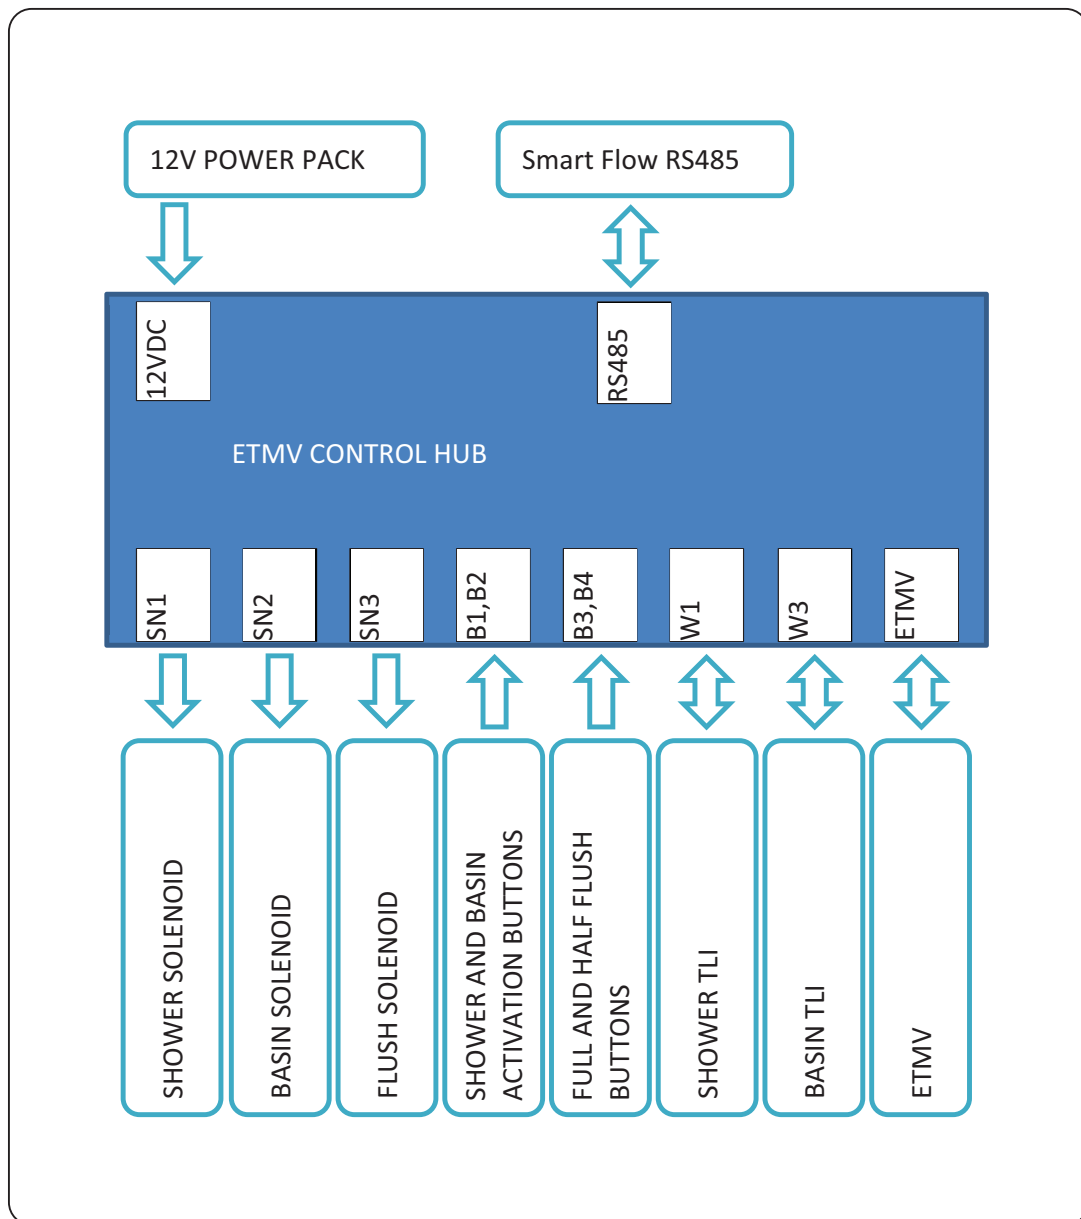 12V POWER PACK
Smart Flow RS485
12VDC
RS485
ETMV CONTROL HUB
SN1
SN2
SN3
B1,B2
B3,B4
W1
W3
ETMV
SHOWER SOLENOID
BASIN SOLENOID
FLUSH SOLENOID
SHOWER AND BASIN
ACTIVATION BUTTONS
FULL AND HALF FLUSH
BUTTONS
SHOWER TLI
BASIN TLI
ETMV